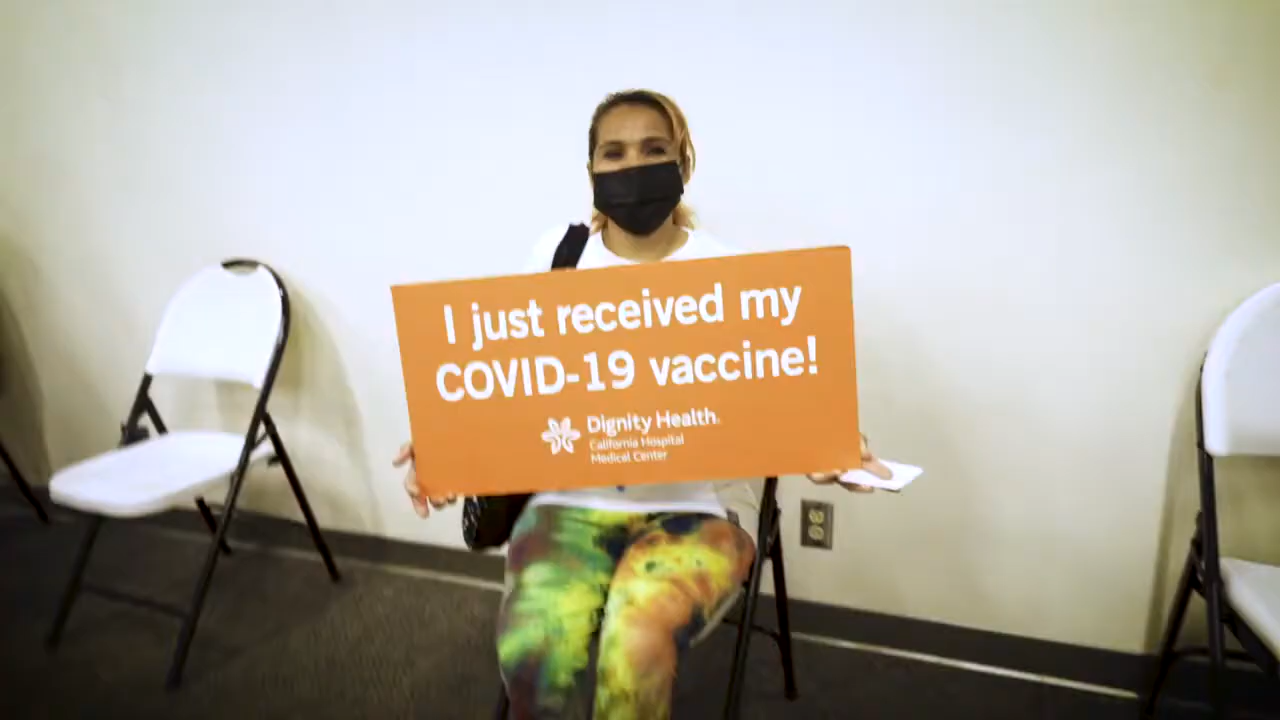 I just received my
COVID-19 vaccine!
Dignity Health.
California Hospital
Medical Center